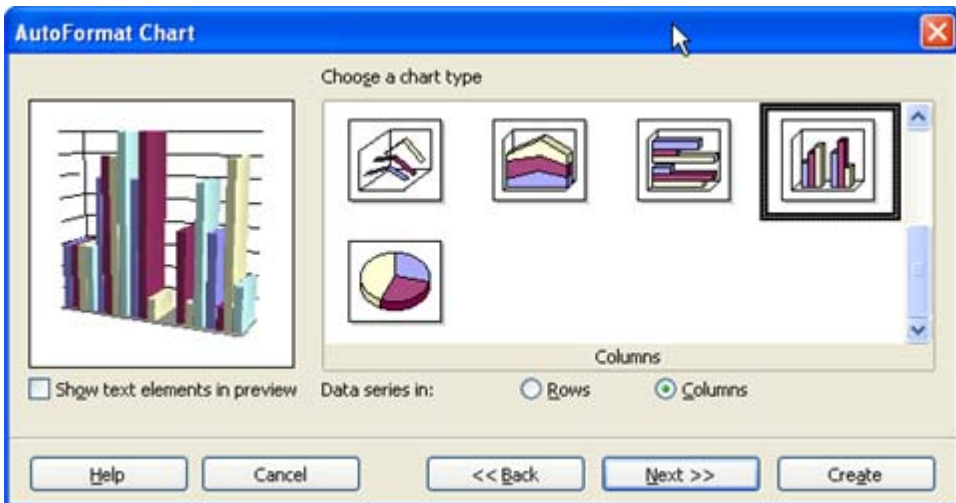 AutoFormat Chart
Choose a chart type
Columns
Show text elements in preview
Data series in:
Rows
Columns
Help
Cancel
<< Back
Next >>
Create